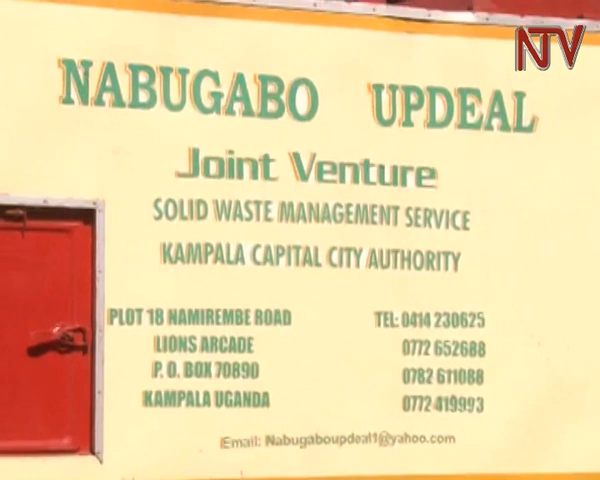 NTV
NABUGABO UPDEAL
Joint Venture
SOLID WASTE MANAGEMENT SERVICE
KAMPALA CAPITAL CITY AUTHORITY
PLOT 18 NAMIREMBE ROAD
LIONS ARCADE
P. O. BOX 70890
KAMPALA UGANDA
TEL: 0414 230625
0772 652688
0782 611088
0772 419993
Email: Nabugaboupdeal1@yahoo.com